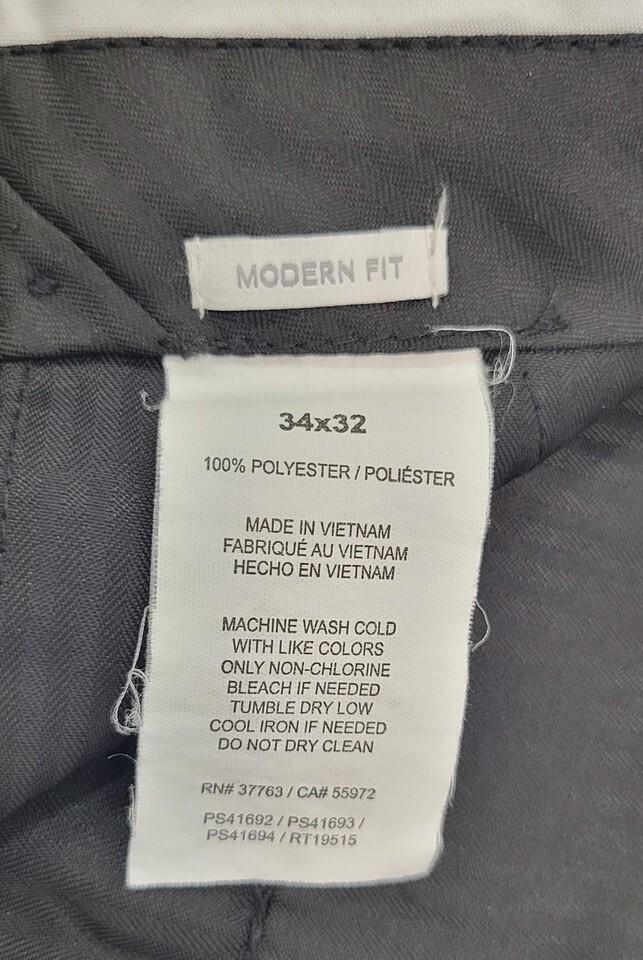 MODERN FIT
34x32
100% POLYESTER / POLIÉSTER
MADE IN VIETNAM
FABRIQUÉ AU VIETNAM
HECHO EN VIETNAM
MACHINE WASH COLD
WITH LIKE COLORS
ONLY NON-CHLORINE
BLEACH IF NEEDED
TUMBLE DRY LOW
COOL IRON IF NEEDED
DO NOT DRY CLEAN
RN# 37763 / CA# 55972
PS41692 / PS41693 /
PS41694 / RT19515